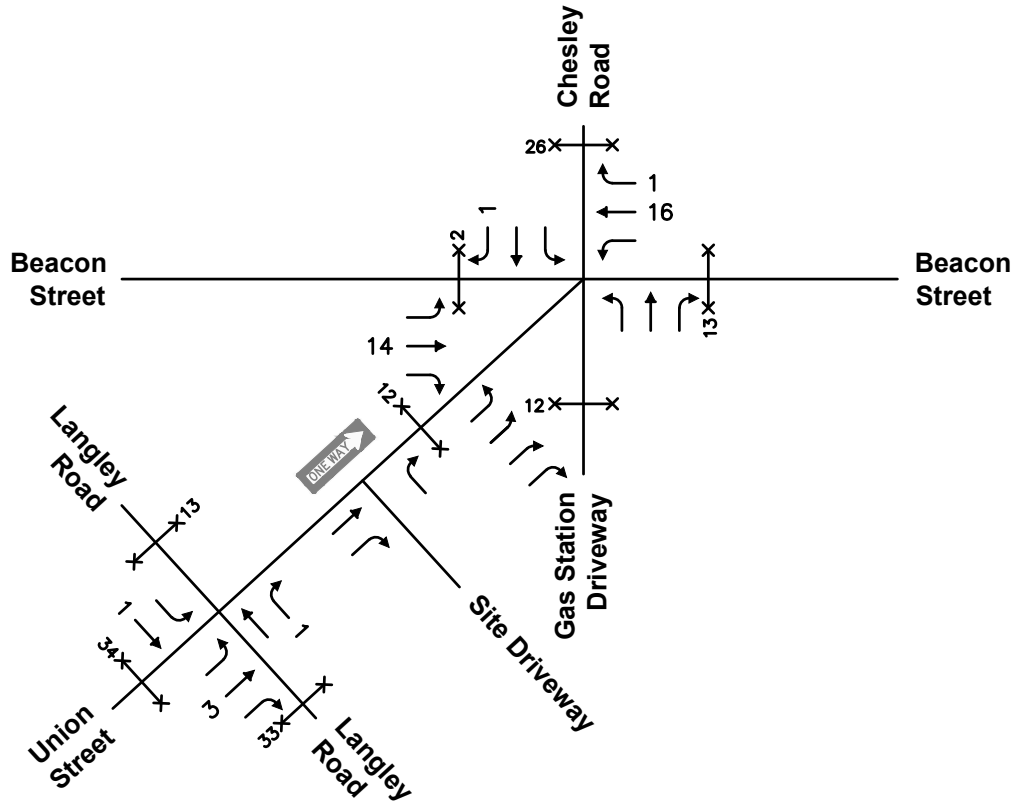 Chesley
Road
26
1
16
1
2
Beacon
Street
Beacon
Street
13
14
12
12
ONE WAY
Langley
Road
13
Gas Station
Driveway
1
1
Site Driveway
34
3
33
Union
Street
Langley
Road